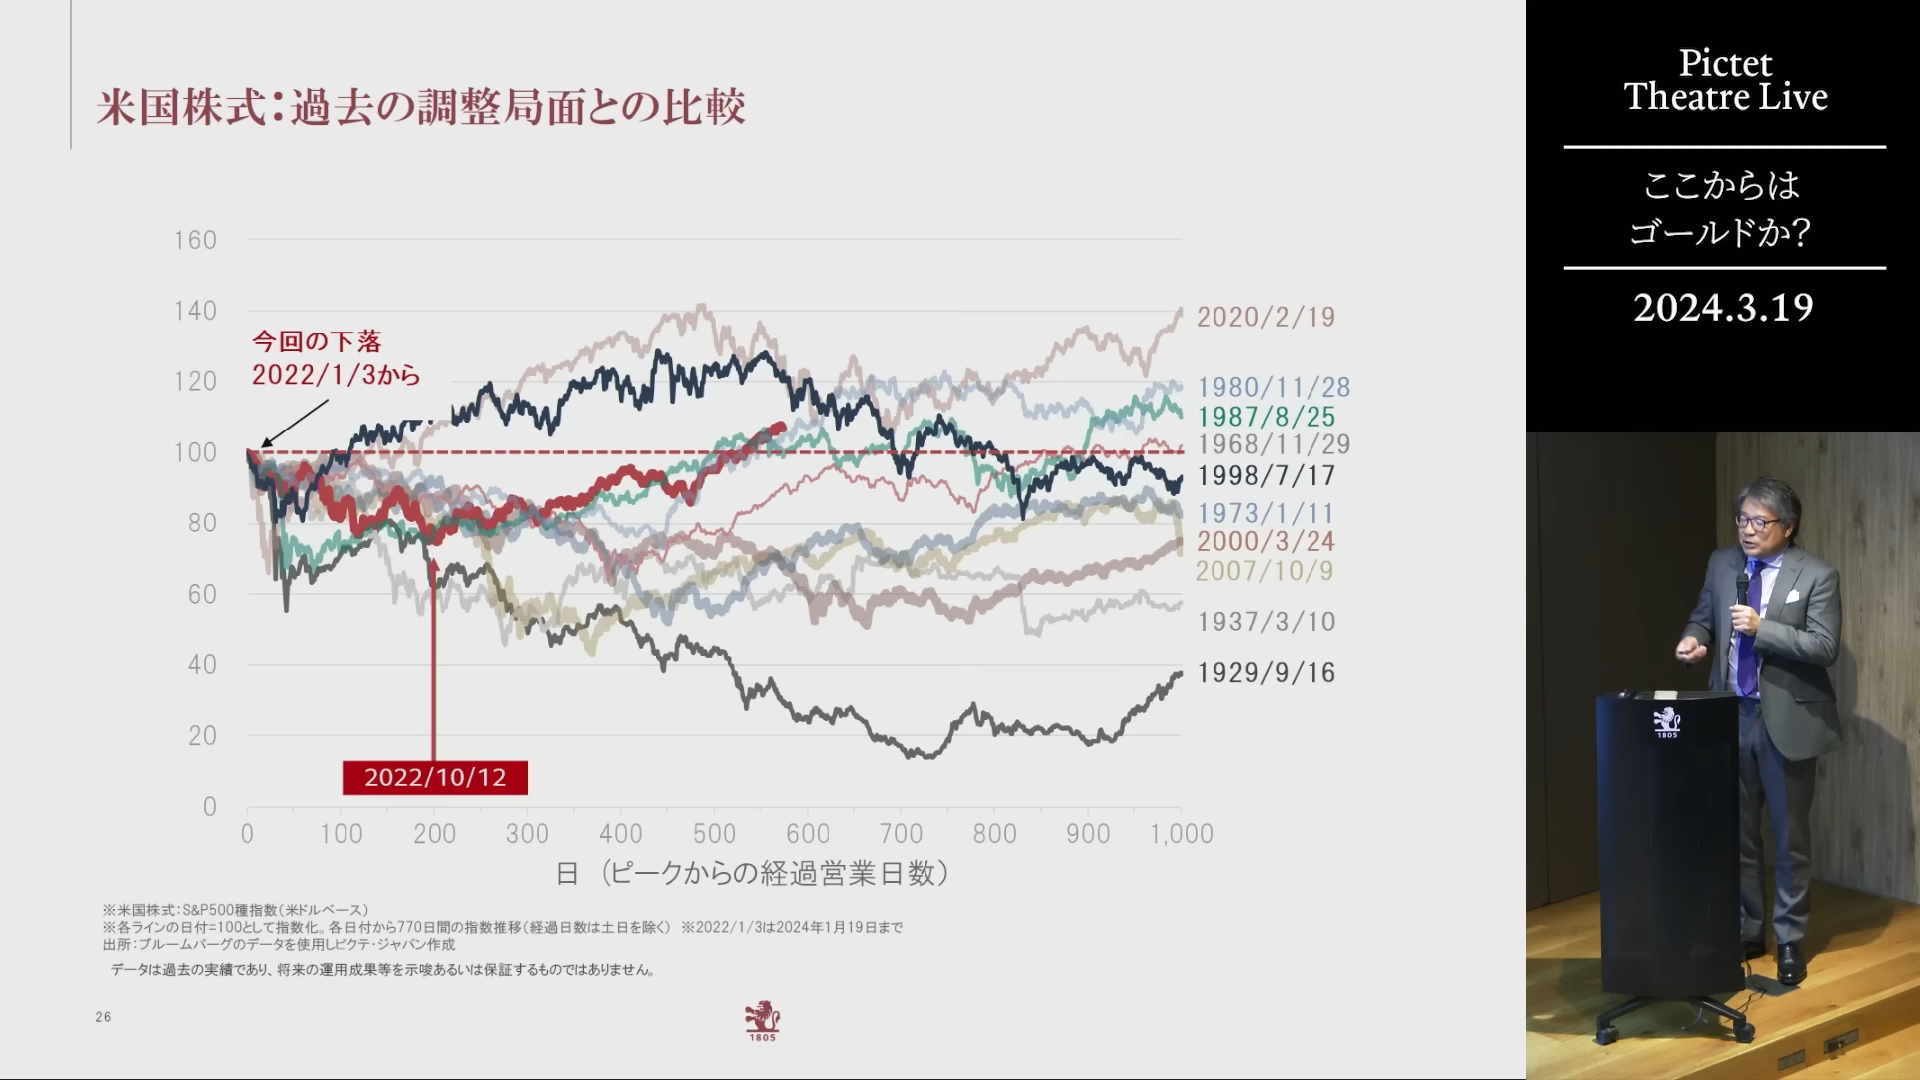 米国株式：過去の調整局面との比較
160
140
120
100
80
60
40
20
0
今回の下落
2022/1/3から
2022/10/12
2020/2/19
1980/11/28
1987/8/25
1968/11/29
1998/7/17
1973/1/11
2000/3/24
2007/10/9
1937/3/10
1929/9/16
0 100 200 300 400 500 600 700 800 900 1,000
日 （ピークからの経過営業日数）
※米国株式：S&P500種指数（米ドルベース）
※各ラインの日付=100として指数化。各日付から770日間の指数推移（経過日数は土日を除く） ※2022/1/3は2024年1月19日まで
出所：ブルームバーグのデータを使用しピクテ・ジャパン作成
データは過去の実績であり、将来の運用成果等を示唆あるいは保証するものではありません。
26
1805
Pictet
Theatre Live
ここからは
ゴールドか？
2024.3.19
1805